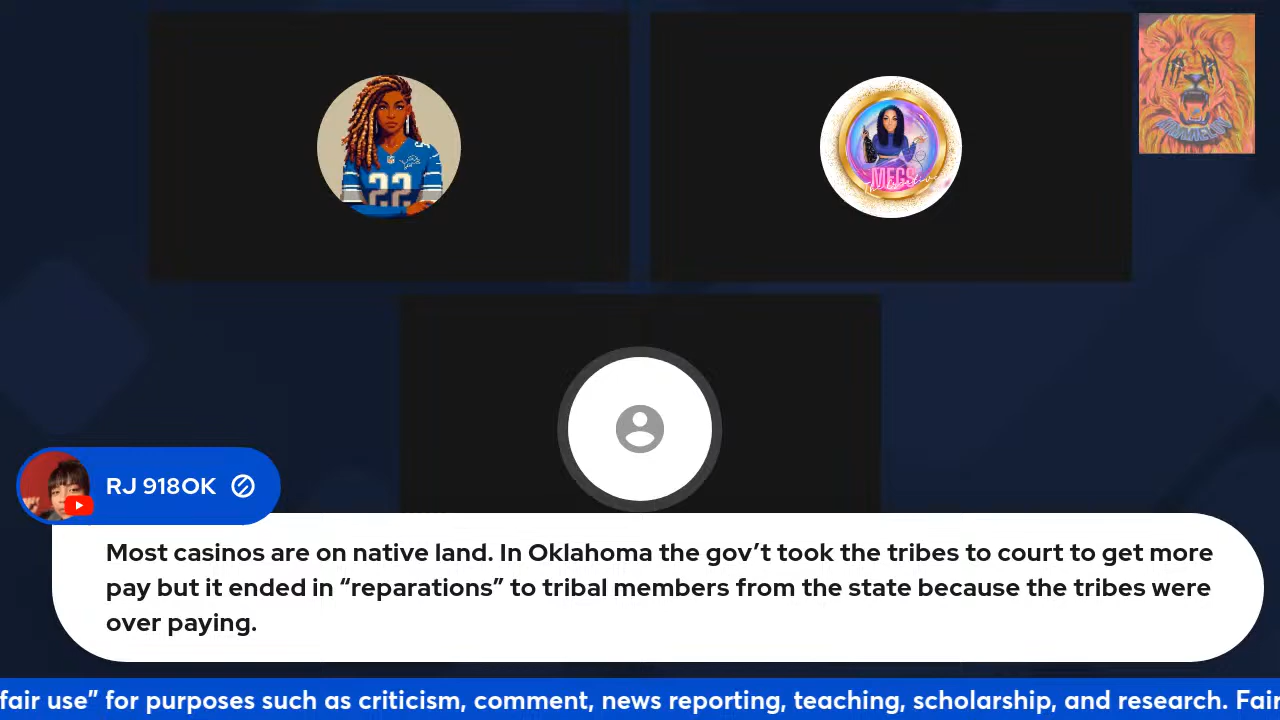 22
MEGS
RJ 918OK
Most casinos are on native land. In Oklahoma the gov’t took the tribes to court to get more
pay but it ended in “reparations” to tribal members from the state because the tribes were
over paying.
fair use” for purposes such as criticism, comment, news reporting, teaching, scholarship, and research. Fair